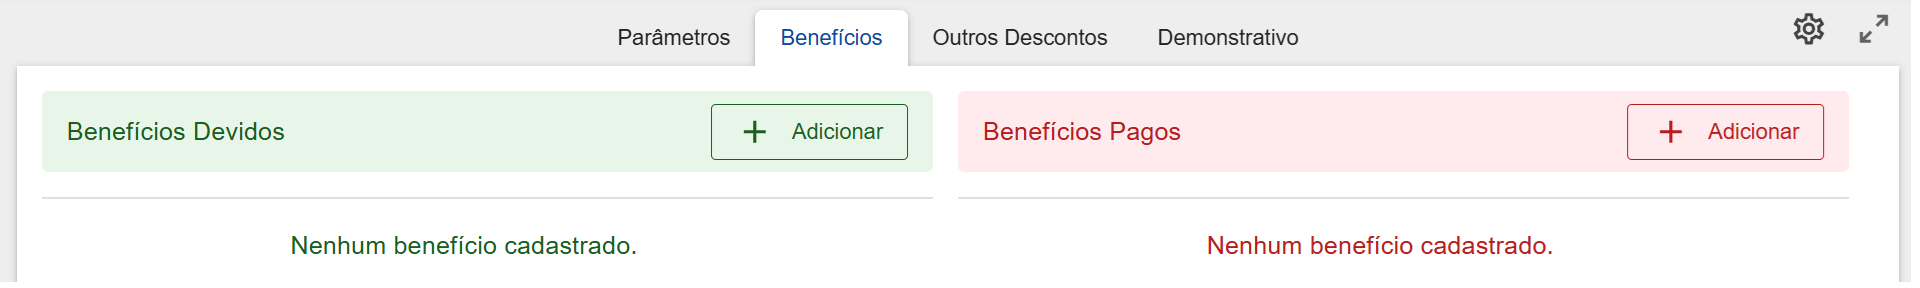 Parâmetros Benefícios Outros Descontos Demonstrativo
Benefícios Devidos
Adicionar
Nenhum benefício cadastrado.
Benefícios Pagos
Adicionar
Nenhum benefício cadastrado.